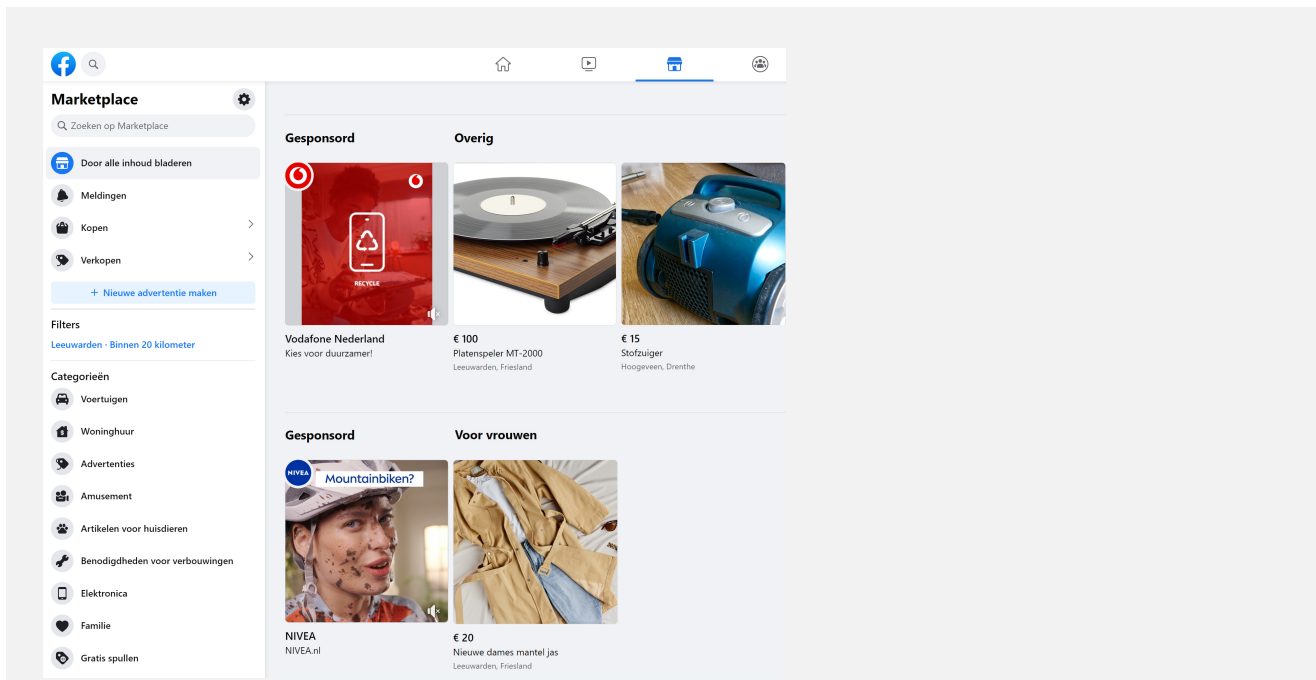 Marketplace
Zoeken op Marketplace
Door alle inhoud bladeren
Meldingen
Kopen
Verkopen
+ Nieuwe advertentie maken
Filters
Leeuwarden · Binnen 20 kilometer
Categorieën
Voertuigen
Woninghuur
Advertenties
Amusement
Artikelen voor huisdieren
Benodigdheden voor verbouwingen
Elektronica
Familie
Gratis spullen
Gesponsord
RECYCLE
Vodafone Nederland
Kies voor duurzamer!
Overig
€ 100
Platenspeler MT-2000
Leeuwarden, Friesland
€ 15
Stofzuiger
Hoogeveen, Drenthe
Gesponsord
NIVEA
Mountainbiken?
NIVEA
NIVEA.nl
Voor vrouwen
€ 20
Nieuwe dames mantel jas
Leeuwarden, Friesland